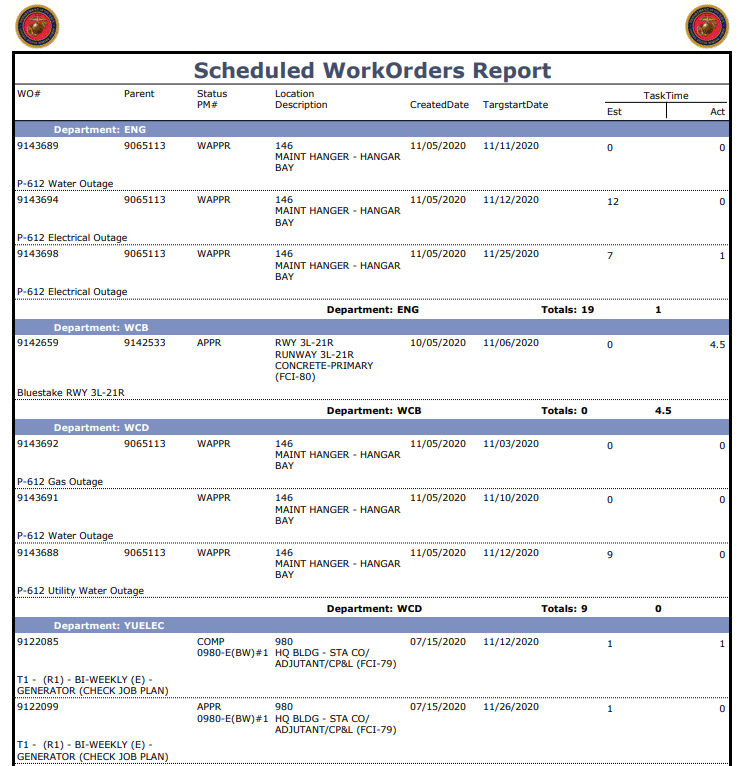 Scheduled WorkOrders Report
WO# Parent Status Location CreatedDate TargstartDate TaskTime
PM# Description Est Act
Department: ENG
9143689 9065113 WAPPR 146 11/05/2020 11/11/2020 0 0
MAINT HANGER - HANGAR
BAY
P-612 Water Outage
9143694 9065113 WAPPR 146 11/05/2020 11/12/2020 12 0
MAINT HANGER - HANGAR
BAY
P-612 Electrical Outage
9143698 9065113 WAPPR 146 11/05/2020 11/25/2020 7 1
MAINT HANGER - HANGAR
BAY
P-612 Electrical Outage
Department: ENG Totals: 19 1
Department: WCB
9142659 9142533 APPR RWY 3L-21R 10/05/2020 11/06/2020 0 4.5
RUNWAY 3L-21R
CONCRETE-PRIMARY
(FCI-80)
Bluestake RWY 3L-21R
Department: WCB Totals: 0 4.5
Department: WCD
9143692 9065113 WAPPR 146 11/05/2020 11/03/2020 0 0
MAINT HANGER - HANGAR
BAY
P-612 Gas Outage
9143691 WAPPR 146 11/05/2020 11/10/2020 0 0
MAINT HANGER - HANGAR
BAY
P-612 Water Outage
9143688 9065113 WAPPR 146 11/05/2020 11/12/2020 9 0
MAINT HANGER - HANGAR
BAY
P-612 Utility Water Outage
Department: WCD Totals: 9 0
Department: YUELEC
9122085 COMP 980 07/15/2020 11/12/2020 1 1
0980-E(BW)#1 HQ BLDG - STA CO/
ADJUTANT/CP&L (FCI-79)
T1 - (R1) - BI-WEEKLY (E) -
GENERATOR (CHECK JOB PLAN)
9122099 APPR 980 07/15/2020 11/26/2020 1 0
0980-E(BW)#1 HQ BLDG - STA CO/
ADJUTANT/CP&L (FCI-79)
T1 - (R1) - BI-WEEKLY (E) -
GENERATOR (CHECK JOB PLAN)